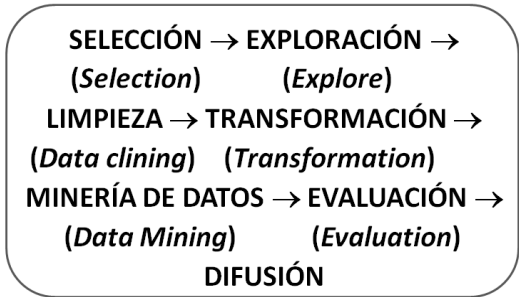 SELECCIÓN → EXPLORACIÓN →
(Selection) (Explore)
LIMPIEZA → TRANSFORMACIÓN →
(Data clining) (Transformation)
MINERÍA DE DATOS → EVALUACIÓN →
(Data Mining) (Evaluation)
DIFUSIÓN